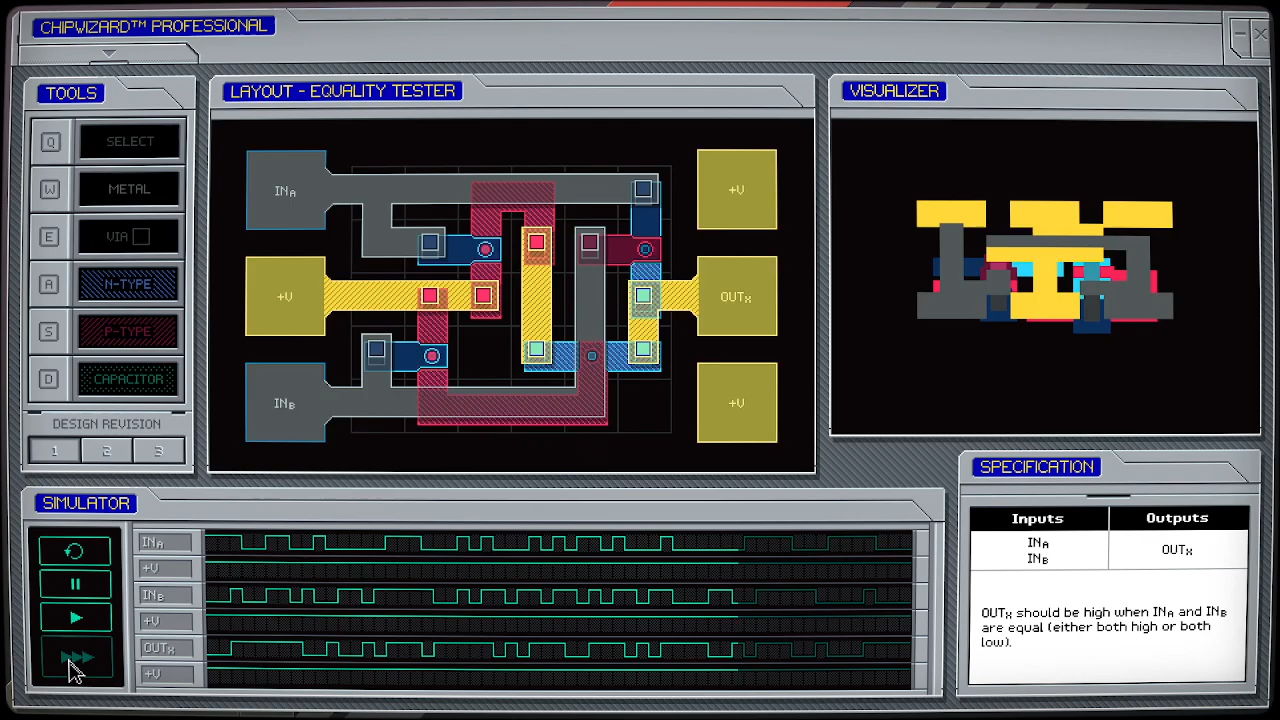 CHIPWIZARD™ PROFESSIONAL
TOOLS
Q SELECT
W METAL
E VIA
A N-TYPE
S P-TYPE
D CAPACITOR
DESIGN REVISION
1 2 3
LAYOUT - EQUALITY TESTER
INA
+V
+V
OUTX
INB
+V
VISUALIZER
SIMULATOR
INA
+V
INB
+V
OUTX
+V
SPECIFICATION
Inputs Outputs
INA
INB
OUTX
OUTX should be high when INA and INB
are equal (either both high or both
low).